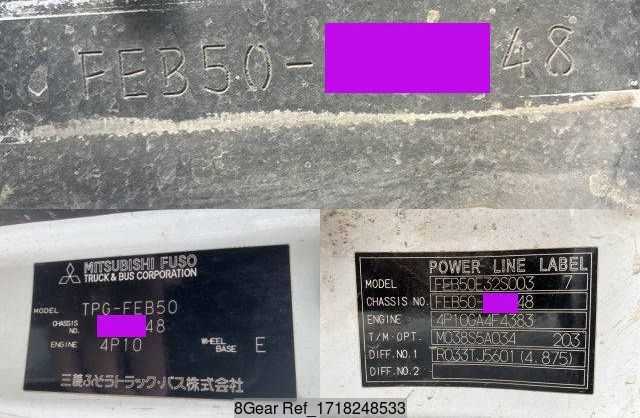 FEB50- 48
MITSUBISHI FUSO
TRUCK & BUS CORPORATION
MODEL TPG-FEB50
CHASSIS NO. 48
ENGINE 4P10 WHEEL BASE E
三菱ふそうトラック・バス株式会社
POWER LINE LABEL
MODEL FEB50E32S003 7
CHASSIS NO. FEB50- 48
ENGINE 4P10GA4F4383
T/M・OPT. M038S5A034 203
DIFF.NO.1 TR033TJ5601(4.875)
DIFF.NO.2
8Gear Ref_1718248533